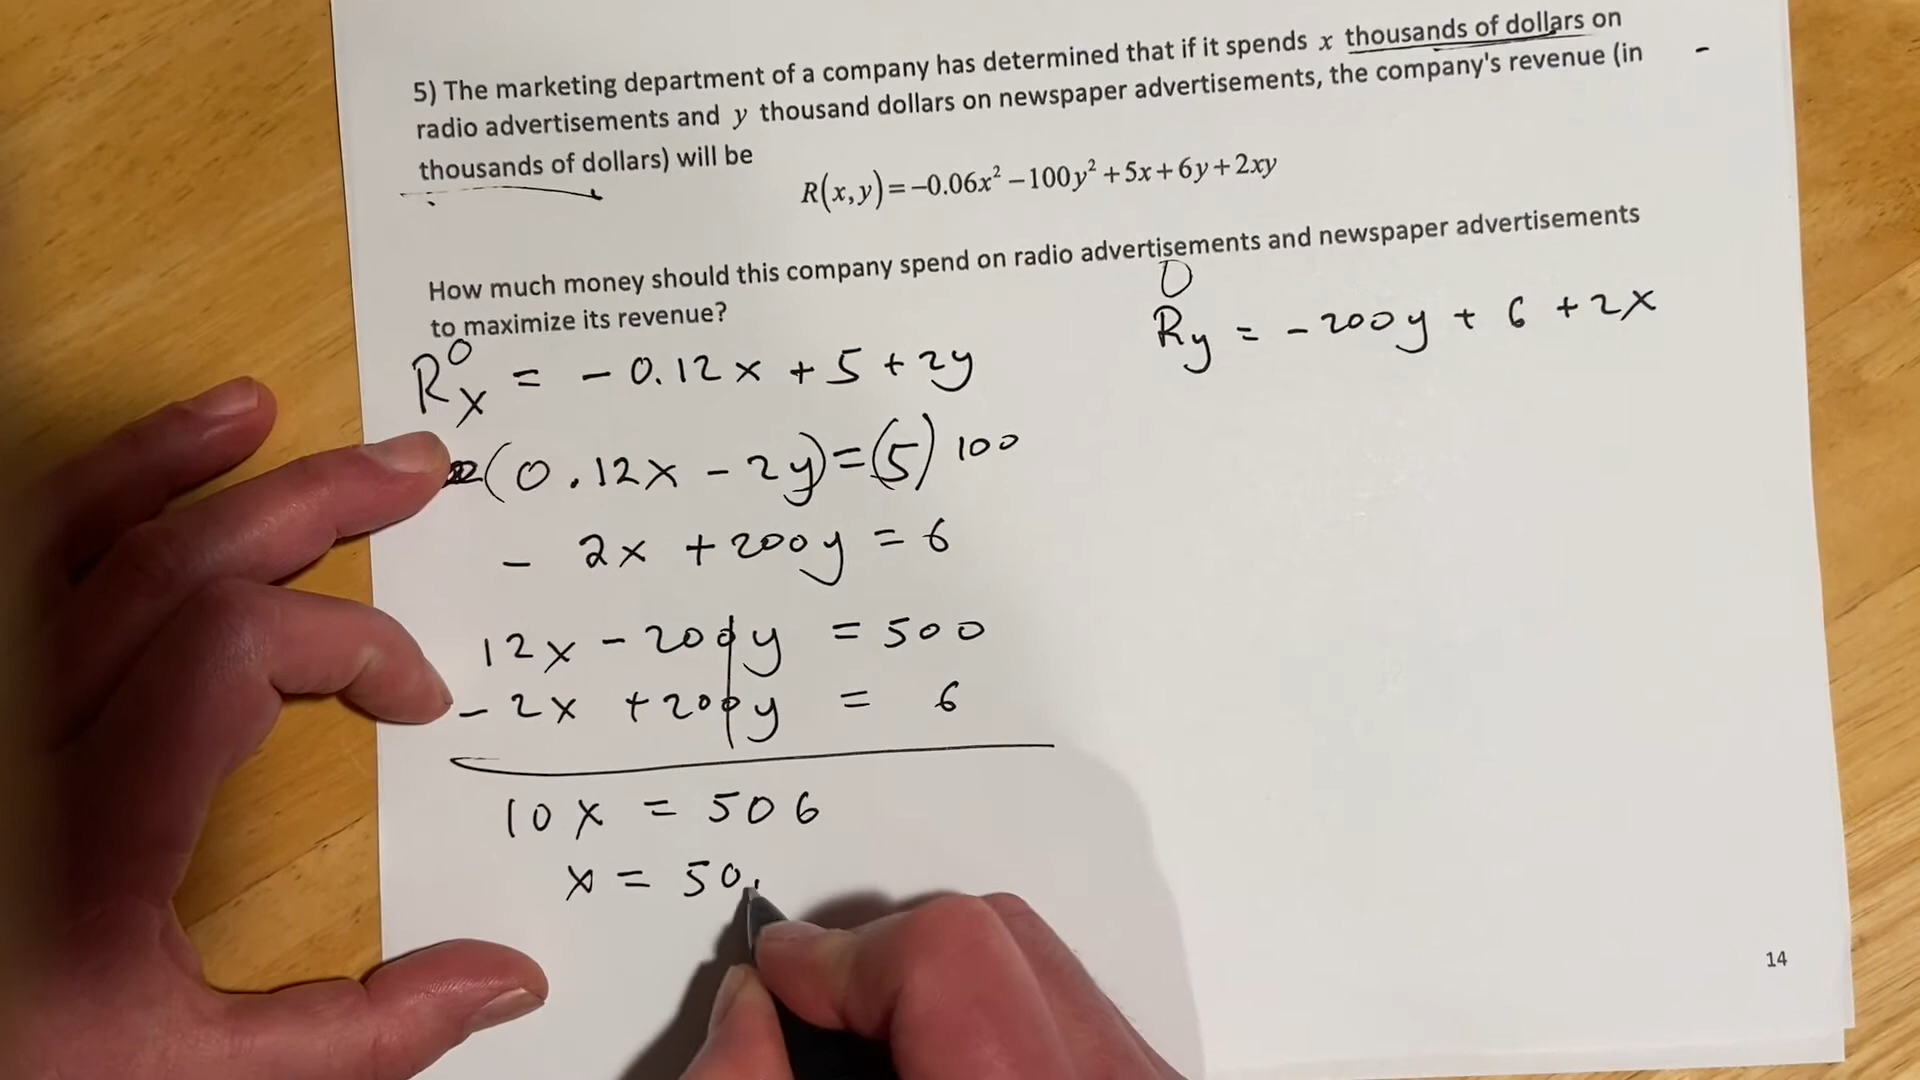 5) The marketing department of a company has determined that if it spends x thousands of dollars on
radio advertisements and y thousand dollars on newspaper advertisements, the company's revenue (in
thousands of dollars) will be
R(x,y)=−0.06x²−100y²+5x+6y+2xy
How much money should this company spend on radio advertisements and newspaper advertisements
to maximize its revenue?
0
Rx = - 0.12x + 5 + 2y
0
Ry = - 200y + 6 + 2x
(0.12x - 2y)=(5) 100
- 2x + 200y = 6
12x - 200y = 500
- 2x + 200y = 6
10x = 506
x = 50.
14